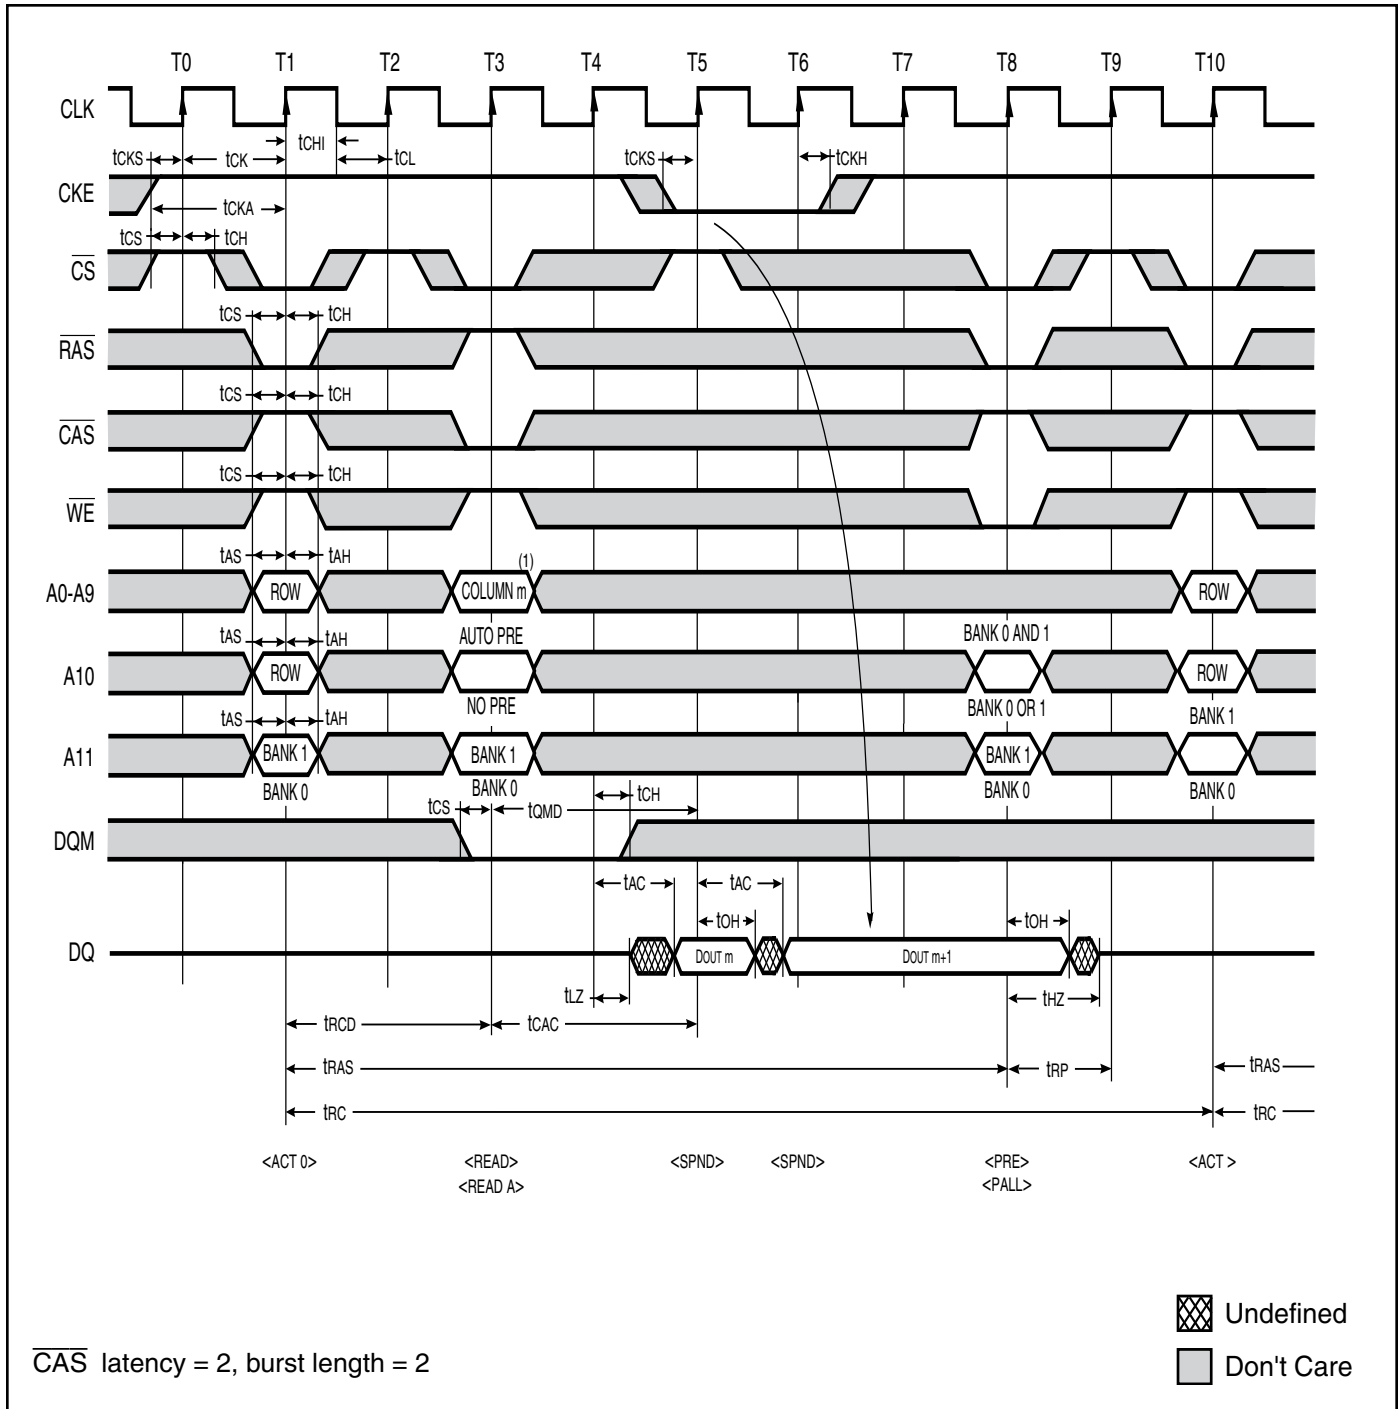 T0 T1 T2 T3 T4 T5 T6 T7 T8 T9 T10
CLK
tCHI
tCKS tCK tCL tCKS tCKH
CKE
tCKA
tCS tCH
CS
tCS tCH
RAS
tCS tCH
CAS
tCS tCH
WE
tAS tAH (1)
A0-A9 ROW COLUMN m ROW
tAS tAH AUTO PRE BANK 0 AND 1
A10 ROW ROW
NO PRE BANK 0 OR 1 BANK 1
tAS tAH
A11 BANK 1 BANK 1 BANK 1
BANK 0 BANK 0 BANK 0 BANK 0
tCS tQMD tCH
DQM
tAC tAC
tOH tOH
DQ DOUT m DOUT m+1
tLZ tHZ
tRCD tCAC
tRAS tRP tRAS
tRC tRC
<ACT 0> <READ> <SPND> <SPND> <PRE> <ACT >
<READ A> <PALL>
Undefined
CAS latency = 2, burst length = 2
Don't Care